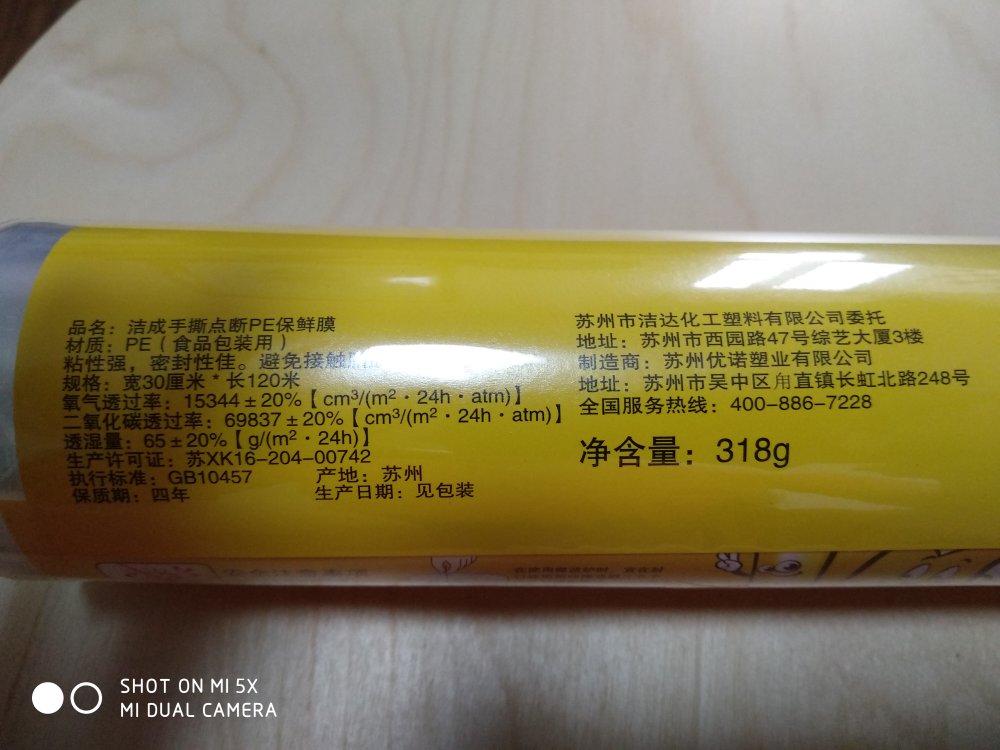 品名：洁成手撕点断PE保鲜膜
材质：PE（食品包装用）
粘性强，密封性佳。避免接触
规格：宽30厘米*长120米
氧气透过率：15344±20%【cm³/(m²·24h·atm)】
二氧化碳透过率：69837±20%【cm³/(m²·24h·atm)】
透湿量：65±20%【g/(m²·24h)】
生产许可证：苏XK16-204-00742
执行标准：GB10457 产地：苏州
保质期：四年 生产日期：见包装
苏州市洁达化工塑料有限公司委托
地址：苏州市西园路47号综艺大厦3楼
制造商：苏州优诺塑业有限公司
地址：苏州市吴中区甪直镇长虹北路248号
全国服务热线：400-886-7228
净含量：318g
SHOT ON MI 5X
MI DUAL CAMERA